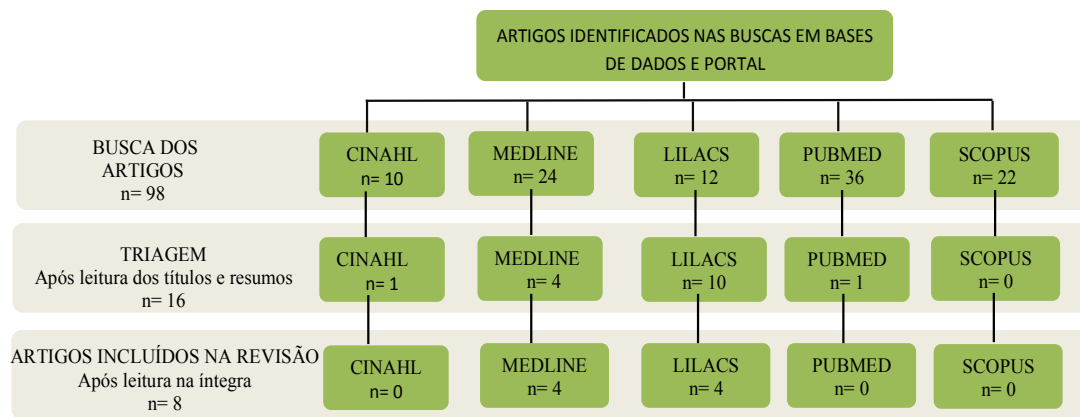 ARTIGOS IDENTIFICADOS NAS BUSCAS EM BASES
DE DADOS E PORTAL
BUSCA DOS
ARTIGOS
n= 98
CINAHL
n= 10
MEDLINE
n= 24
LILACS
n= 12
PUBMED
n= 36
SCOPUS
n= 22
TRIAGEM
Após leitura dos títulos e resumos
n= 16
CINAHL
n= 1
MEDLINE
n= 4
LILACS
n= 10
PUBMED
n= 1
SCOPUS
n= 0
ARTIGOS INCLUÍDOS NA REVISÃO
Após leitura na íntegra
n= 8
CINAHL
n= 0
MEDLINE
n= 4
LILACS
n= 4
PUBMED
n= 0
SCOPUS
n= 0